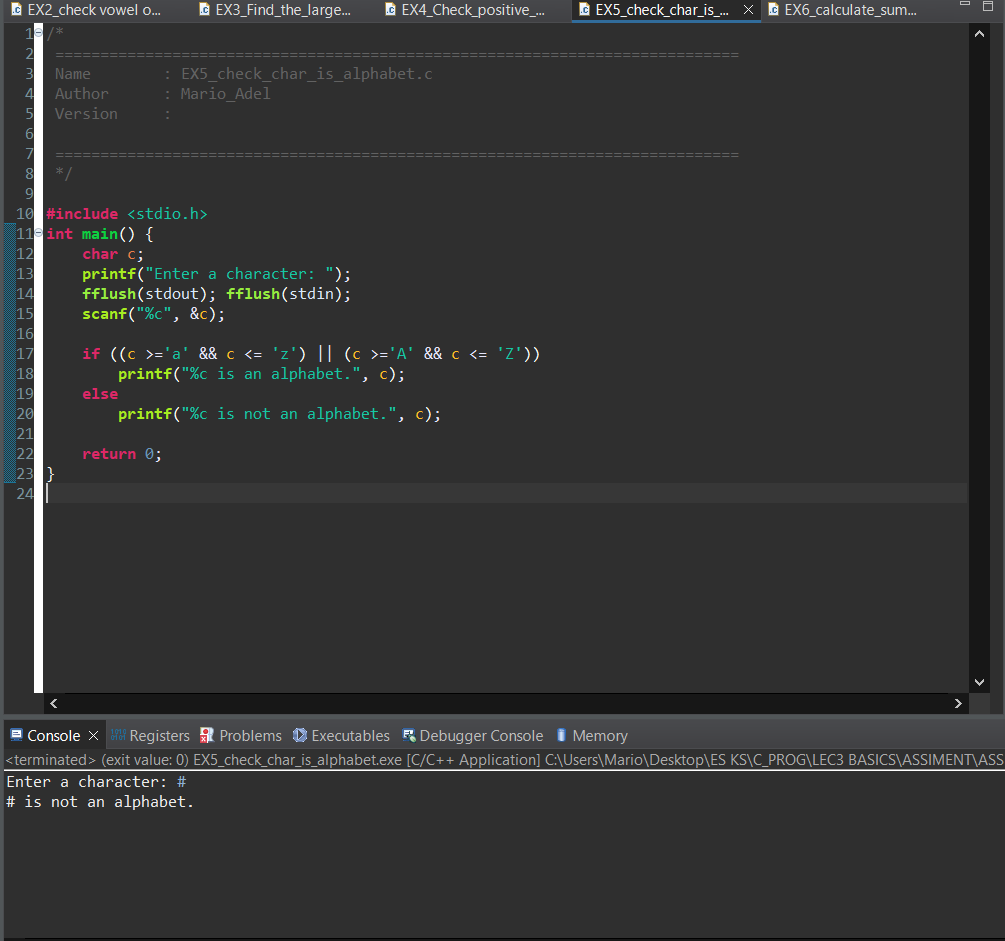 EX2_check vowel o... EX3_Find_the_large... EX4_Check_positive_... EX5_check_char_is_... EX6_calculate_sum...
1 /*
2 ============================================================================
3 Name        : EX5_check_char_is_alphabet.c
4 Author      : Mario_Adel
5 Version     :
6
7 ============================================================================
8 */
9
10 #include <stdio.h>
11 int main() {
12     char c;
13     printf("Enter a character: ");
14     fflush(stdout); fflush(stdin);
15     scanf("%c", &c);
16
17     if ((c >='a' && c <= 'z') || (c >='A' && c <= 'Z'))
18         printf("%c is an alphabet.", c);
19     else
20         printf("%c is not an alphabet.", c);
21
22     return 0;
23 }
24
Console Registers Problems Executables Debugger Console Memory
<terminated> (exit value: 0) EX5_check_char_is_alphabet.exe [C/C++ Application] C:\Users\Mario\Desktop\ES KS\C_PROG\LEC3 BASICS\ASSIMENT\ASS
Enter a character: #
# is not an alphabet.